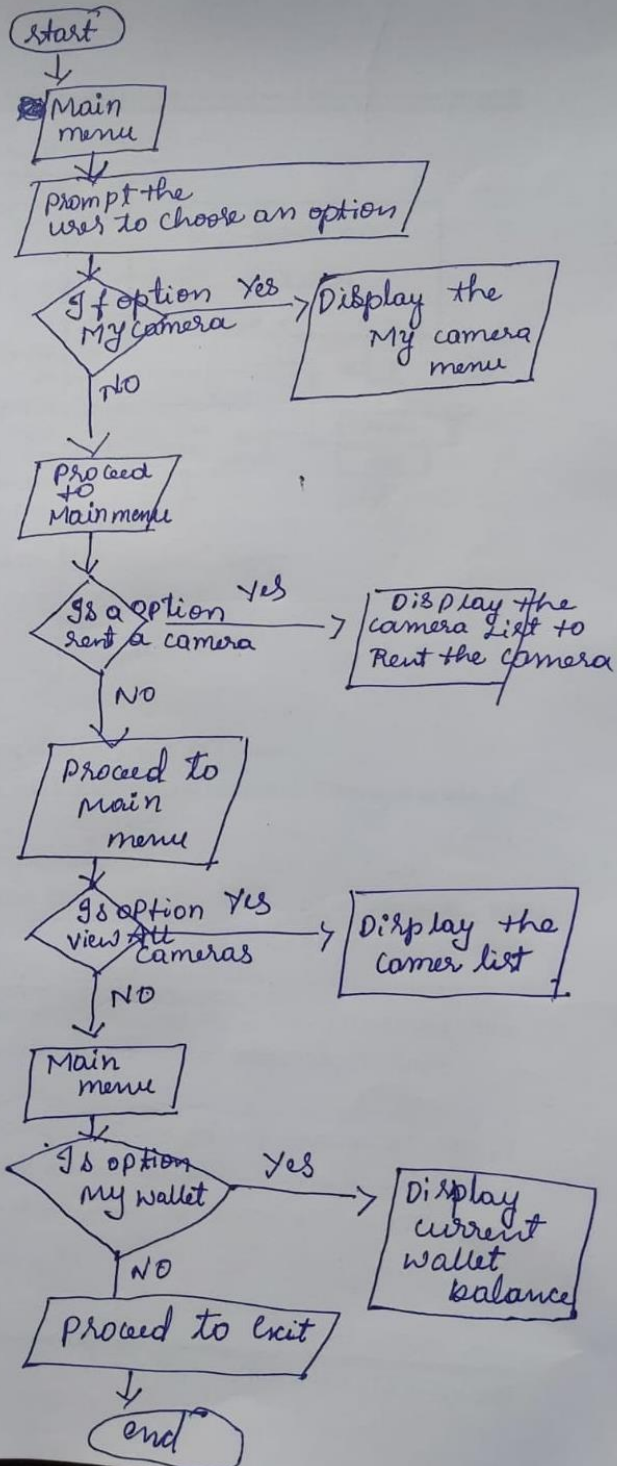 start
Main
menu
Prompt the
user to choose an option
If option Yes
My camera
Display the
My camera
menu
NO
Proceed
to
Main menu
Is a option Yes
rent a camera
Display the
camera List to
Rent the camera
NO
Proceed to
Main
menu
Is option Yes
view All
cameras
Display the
camer list
NO
Main
menu
Is option Yes
My wallet
Display
current
wallet
balance
NO
Proceed to Exit
end